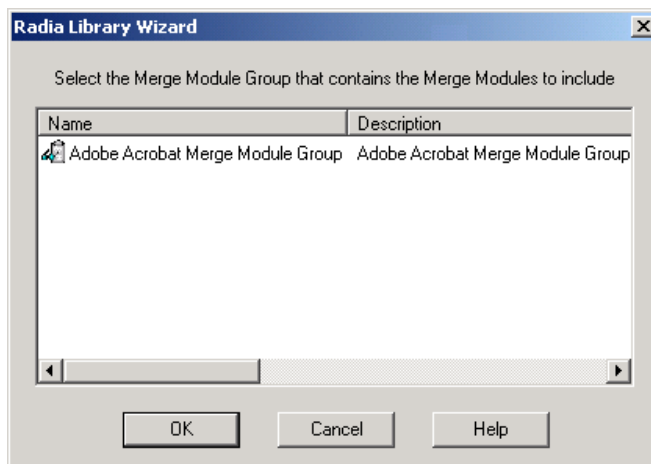 Radia Library Wizard
Select the Merge Module Group that contains the Merge Modules to include
Name Description
Adobe Acrobat Merge Module Group Adobe Acrobat Merge Module Group
OK Cancel Help